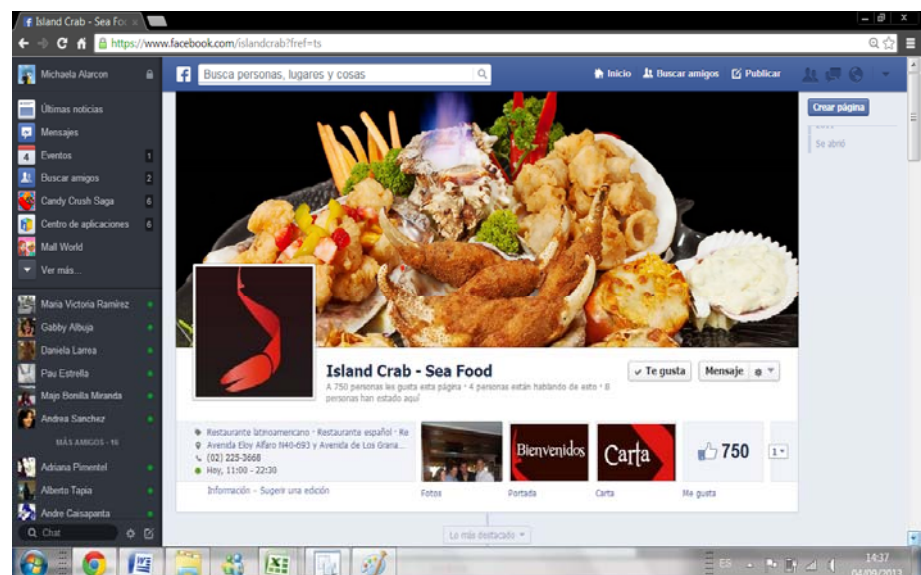 Island Crab - Sea Foo
https://www.facebook.com/islandcrab?fref=ts
Michaela Alarcon
Busca personas, lugares y cosas
Inicio Buscar amigos Publicar
Últimas noticias
Mensajes
Eventos 1
4
Buscar amigos 2
Candy Crush Saga 6
Centro de aplicaciones 6
Mall World
Ver más...
Maria Victoria Ramírez
Gabby Albuja
Daniela Larrea
Pau Estrella
Majo Bonilla Miranda
Andrea Sanchez
MÁS AMIGOS · 16
Adriana Pimentel
Alberto Tapia
Andre Caisapanta
Chat
Crear página
Se abrió
Island Crab - Sea Food
Te gusta
Mensaje
A 750 personas les gusta esta página · 4 personas están hablando de esto · 8
personas han estado aquí
Restaurante latinoamericano · Restaurante español · Re
Avenida Eloy Alfaro N40-693 y Avenida de Los Grana...
(02) 225-3668
Hoy, 11:00 - 22:30
Información - Sugerir una edición
Bienvenidos
Carta
750
1
Fotos
Portada
Carta
Me gusta
Lo más destacado
ES
14:37
04/09/2013